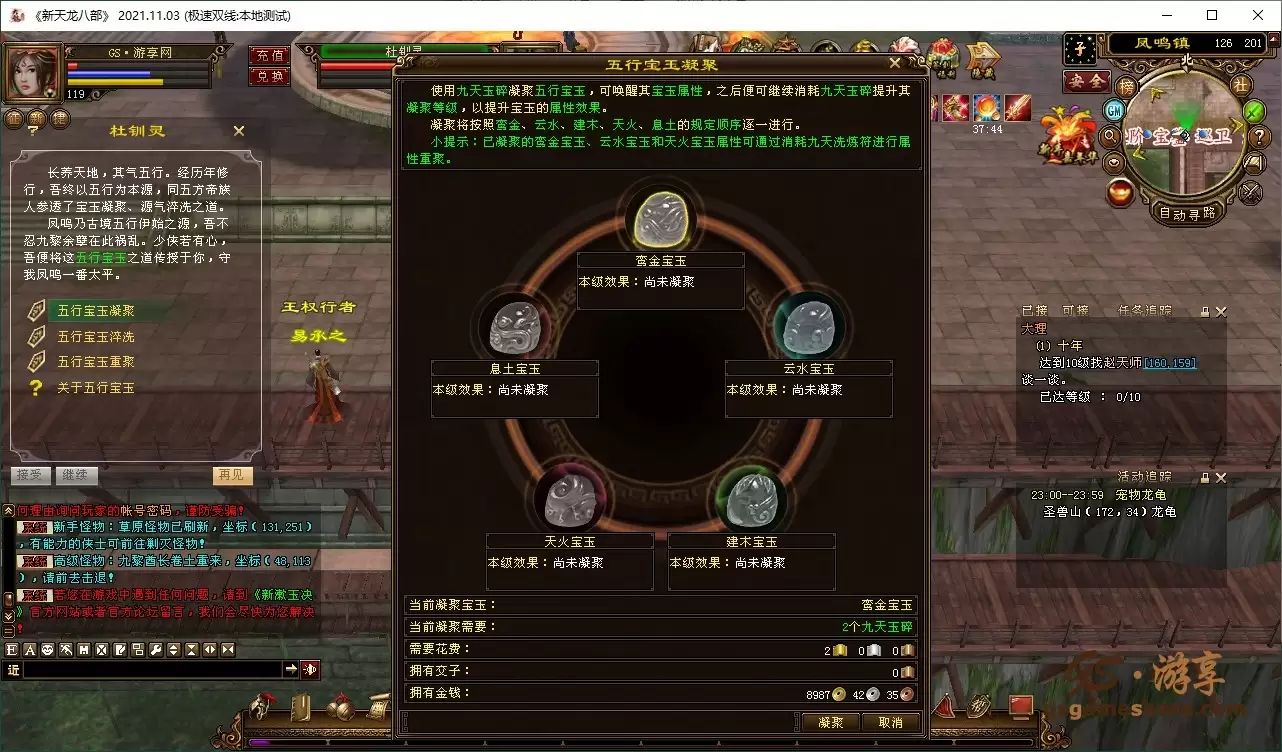 《新天龙八部》 2021.11.03 (极速双线:本地测试)
GS·游享网
119
充值
兑换
杜钊灵
五行宝玉凝聚
使用九天玉碎凝聚五行宝玉，可唤醒其宝玉属性，之后便可继续消耗九天玉碎提升其
凝聚等级，以提升宝玉的属性效果。
凝聚将按照鸾金、云水、建木、天火、息土的规定顺序逐一进行。
小提示：已凝聚的鸾金宝玉、云水宝玉和天火宝玉属性可通过消耗九天洗炼符进行属
性重聚。
鸾金宝玉
本级效果：尚未凝聚
息土宝玉
本级效果：尚未凝聚
云水宝玉
本级效果：尚未凝聚
天火宝玉
本级效果：尚未凝聚
建木宝玉
本级效果：尚未凝聚
当前凝聚宝玉： 鸾金宝玉
当前凝聚需要： 2个九天玉碎
需要花费： 2 0 0
拥有交子： 0
拥有金钱： 8987 42 35
凝聚 取消
杜钊灵
长养天地，其气五行。经历年修
行，吾终以五行为本源，同五方帝族
人参透了宝玉凝聚、源气淬洗之道。
凤鸣乃古境五行伊始之源，吾不
忍九黎余孽在此祸乱。少侠若有心，
吾便将这五行宝玉之道传授于你，守
我凤鸣一番太平。
五行宝玉凝聚
五行宝玉淬洗
五行宝玉重聚
关于五行宝玉
接受 继续 再见
王权行者
易承之
何理由询问玩家的帐号密码，谨防受骗！
系统 新手怪物：草原怪物已刷新，坐标（131,251）
，有能力的侠士可前往剿灭怪物！
系统 高级怪物：九黎酋长卷土重来，坐标（48,113
），请前去击退！
系统 若您在游戏中遇到任何问题，请到《新漱玉决
》官方网站或者官方论坛留言，我们会尽快为您解决
！
近
37:44
凤鸣镇 126 201
子
安全
榜
社
北
GM
自动寻路
隐藏
已接 可接 任务追踪
大理
(1) 十年
达到10级找赵天师[160,159]
谈一谈。
已达等级 ： 0/10
活动追踪
23:00--23:59 宠物龙龟
圣兽山（172，34）龙龟
GS·游享